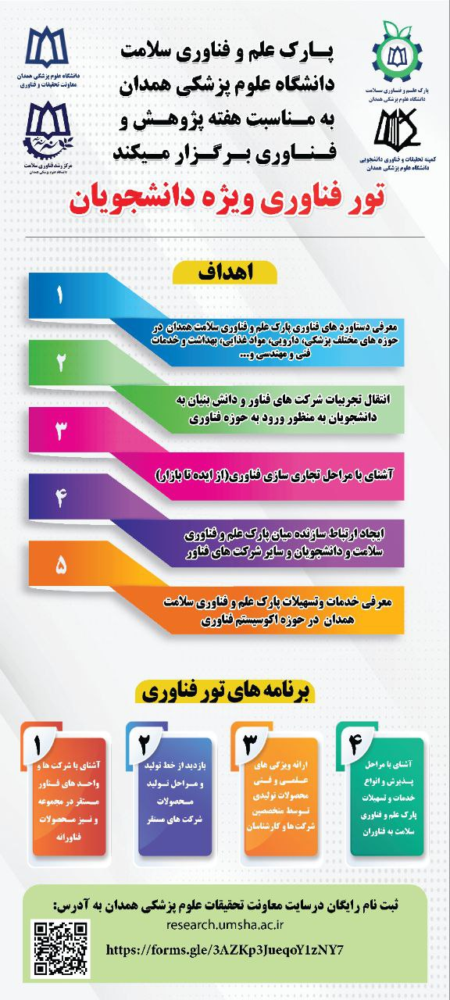 پارک علم و فناوری سلامت
دانشگاه علوم پزشکی همدان
به مناسبت هفته پژوهش و
فناوری برگزار میکند
تور فناوری ویژه دانشجویان
دانشگاه علوم پزشکی همدان
معاونت تحقیقات و فناوری
مرکز رشد فناوری سلامت
دانشگاه علوم پزشکی همدان
پارک علم و فناوری سلامت
دانشگاه علوم پزشکی همدان
کمیته تحقیقات و فناوری دانشجویی
دانشگاه علوم پزشکی همدان
اهداف
۱
معرفی دستاورد های فناوری پارک علم و فناوری سلامت همدان در
حوزه های مختلف پزشکی، دارویی، مواد غذایی، بهداشت و خدمات
فنی و مهندسی و...
۲
انتقال تجربیات شرکت های فناور و دانش بنیان به
دانشجویان به منظور ورود به حوزه فناوری
۳
آشنای با مراحل تجاری سازی فناوری(از ایده تا بازار)
۴
ایجاد ارتباط سازنده میان پارک علم و فناوری
سلامت و دانشجویان و سایر شرکت های فناور
۵
معرفی خدمات وتسهیلات پارک علم و فناوری سلامت
همدان در حوزه اکوسیستم فناوری
برنامه های تور فناوری
۱
آشنای با شرکت ها و
واحد های فناور
مستقر در مجموعه
و نیز محصولات
فناورانه
۲
بازدید از خط تولید
و مراحل تولید
محصولات
شرکت های مستقر
۳
ارائه ویزگی های
علمی و فنی
محصولات تولیدی
توسط متخصصین
شرکت ها و کارشناسان
۴
آشنای با مراحل
پذیرش و انواع
خدمات و تسهیلات
پارک علم و فناوری
سلامت به فناوران
ثبت نام رایگان درسایت معاونت تحقیقات علوم پزشکی همدان به آدرس:
research.umsha.ac.ir
https://forms.gle/3AZKp3JueqoY1zNY7